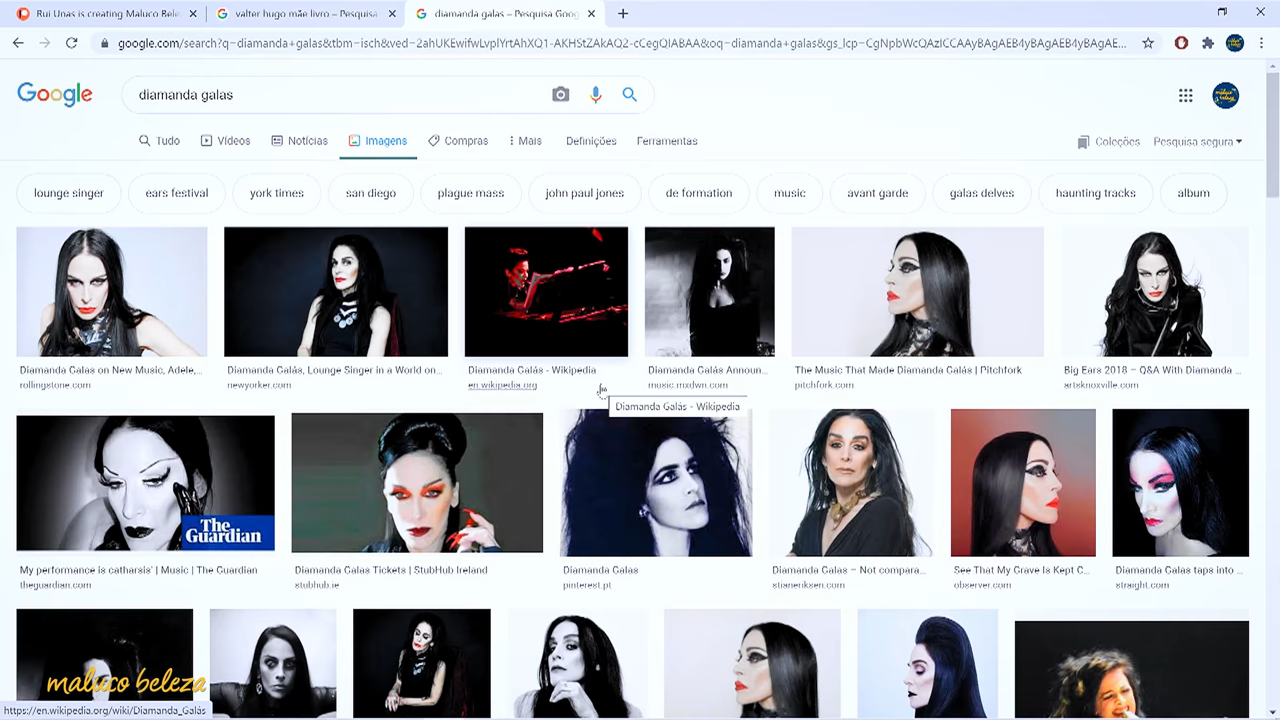 Rui Unas is creating Maluco Bele
valter hugo mãe livro – Pesquisa
diamanda galas – Pesquisa Goog
google.com/search?q-diamanda+galas&tbm-isch&ved-2ahUKEwifwLvplYrtAhXQ1-AKHStZAkAQ2-cCegQIABAA&oq-diamanda+galas&gs_lcp-CgNpbWcQAzICCAAyBAgAEB4yBAgAEB4yBAgAE...
Google
diamanda galas
Tudo Vídeos Notícias Imagens Compras Mais Definições Ferramentas Coleções Pesquisa segura
lounge singer ears festival york times san diego plague mass john paul jones de formation music avant garde galas delves haunting tracks album
Diamanda Galas on New Music, Adele,... Diamanda Galás, Lounge Singer in a World on... Diamanda Galás - Wikipedia Diamanda Galás Announ... The Music That Made Diamanda Galás | Pitchfork Big Ears 2018 – Q&A With Diamanda ...
rollingstone.com newyorker.com en.wikipedia.org music.mxdwn.com pitchfork.com artsknoxville.com
Diamanda Galás - Wikipedia
The Guardian
My performance is catharsis' | Music | The Guardian Diamanda Galas Tickets | StubHub Ireland Diamanda Galas Diamanda Galas – Not compara... See That My Grave Is Kept C... Diamanda Galas taps into ...
theguardian.com stubhub.ie pinterest.pt stianeriksen.com observer.com straight.com
maluco beleza
https://en.wikipedia.org/wiki/Diamanda_Galás